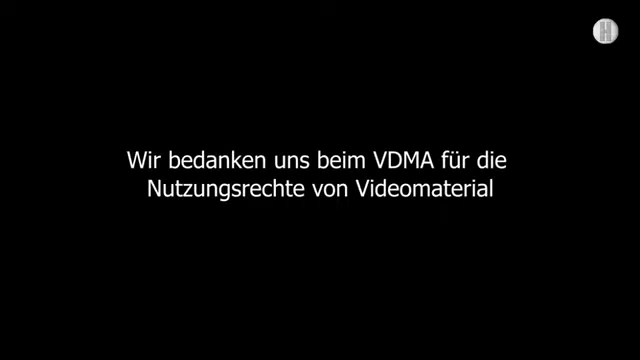 H
Wir bedanken uns beim VDMA für die
Nutzungsrechte von Videomaterial